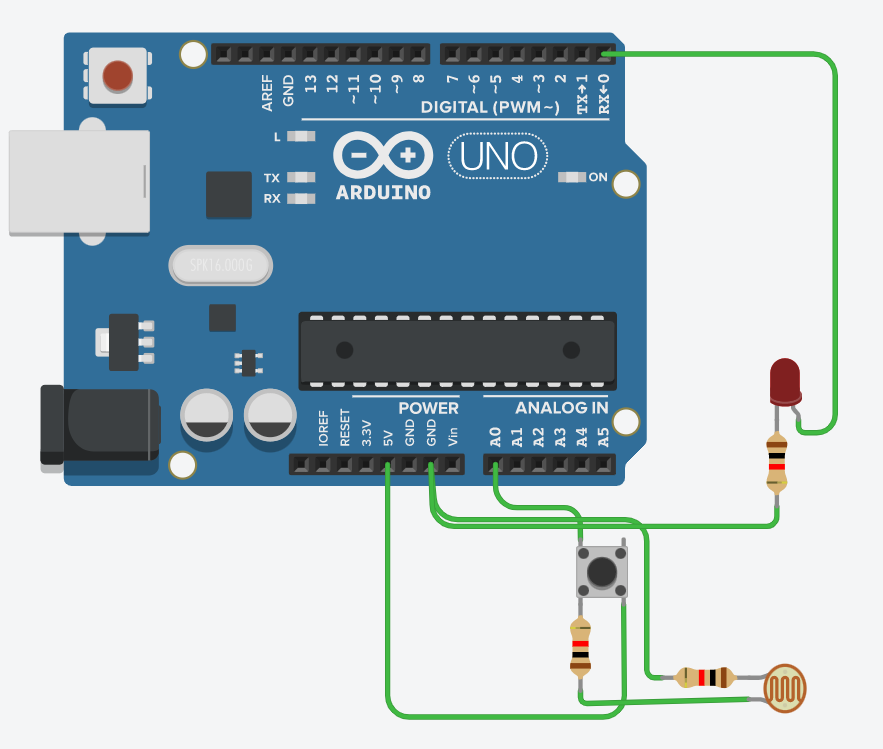 AREF
GND
13
12
~11
~10
~9
8
7
~6
~5
4
~3
2
TX→1
RX←0
DIGITAL (PWM ~)
L
TX
RX
ARDUINO
UNO
ON
SPK16.000G
POWER
ANALOG IN
IOREF
RESET
3.3V
5V
GND
GND
Vin
A0
A1
A2
A3
A4
A5